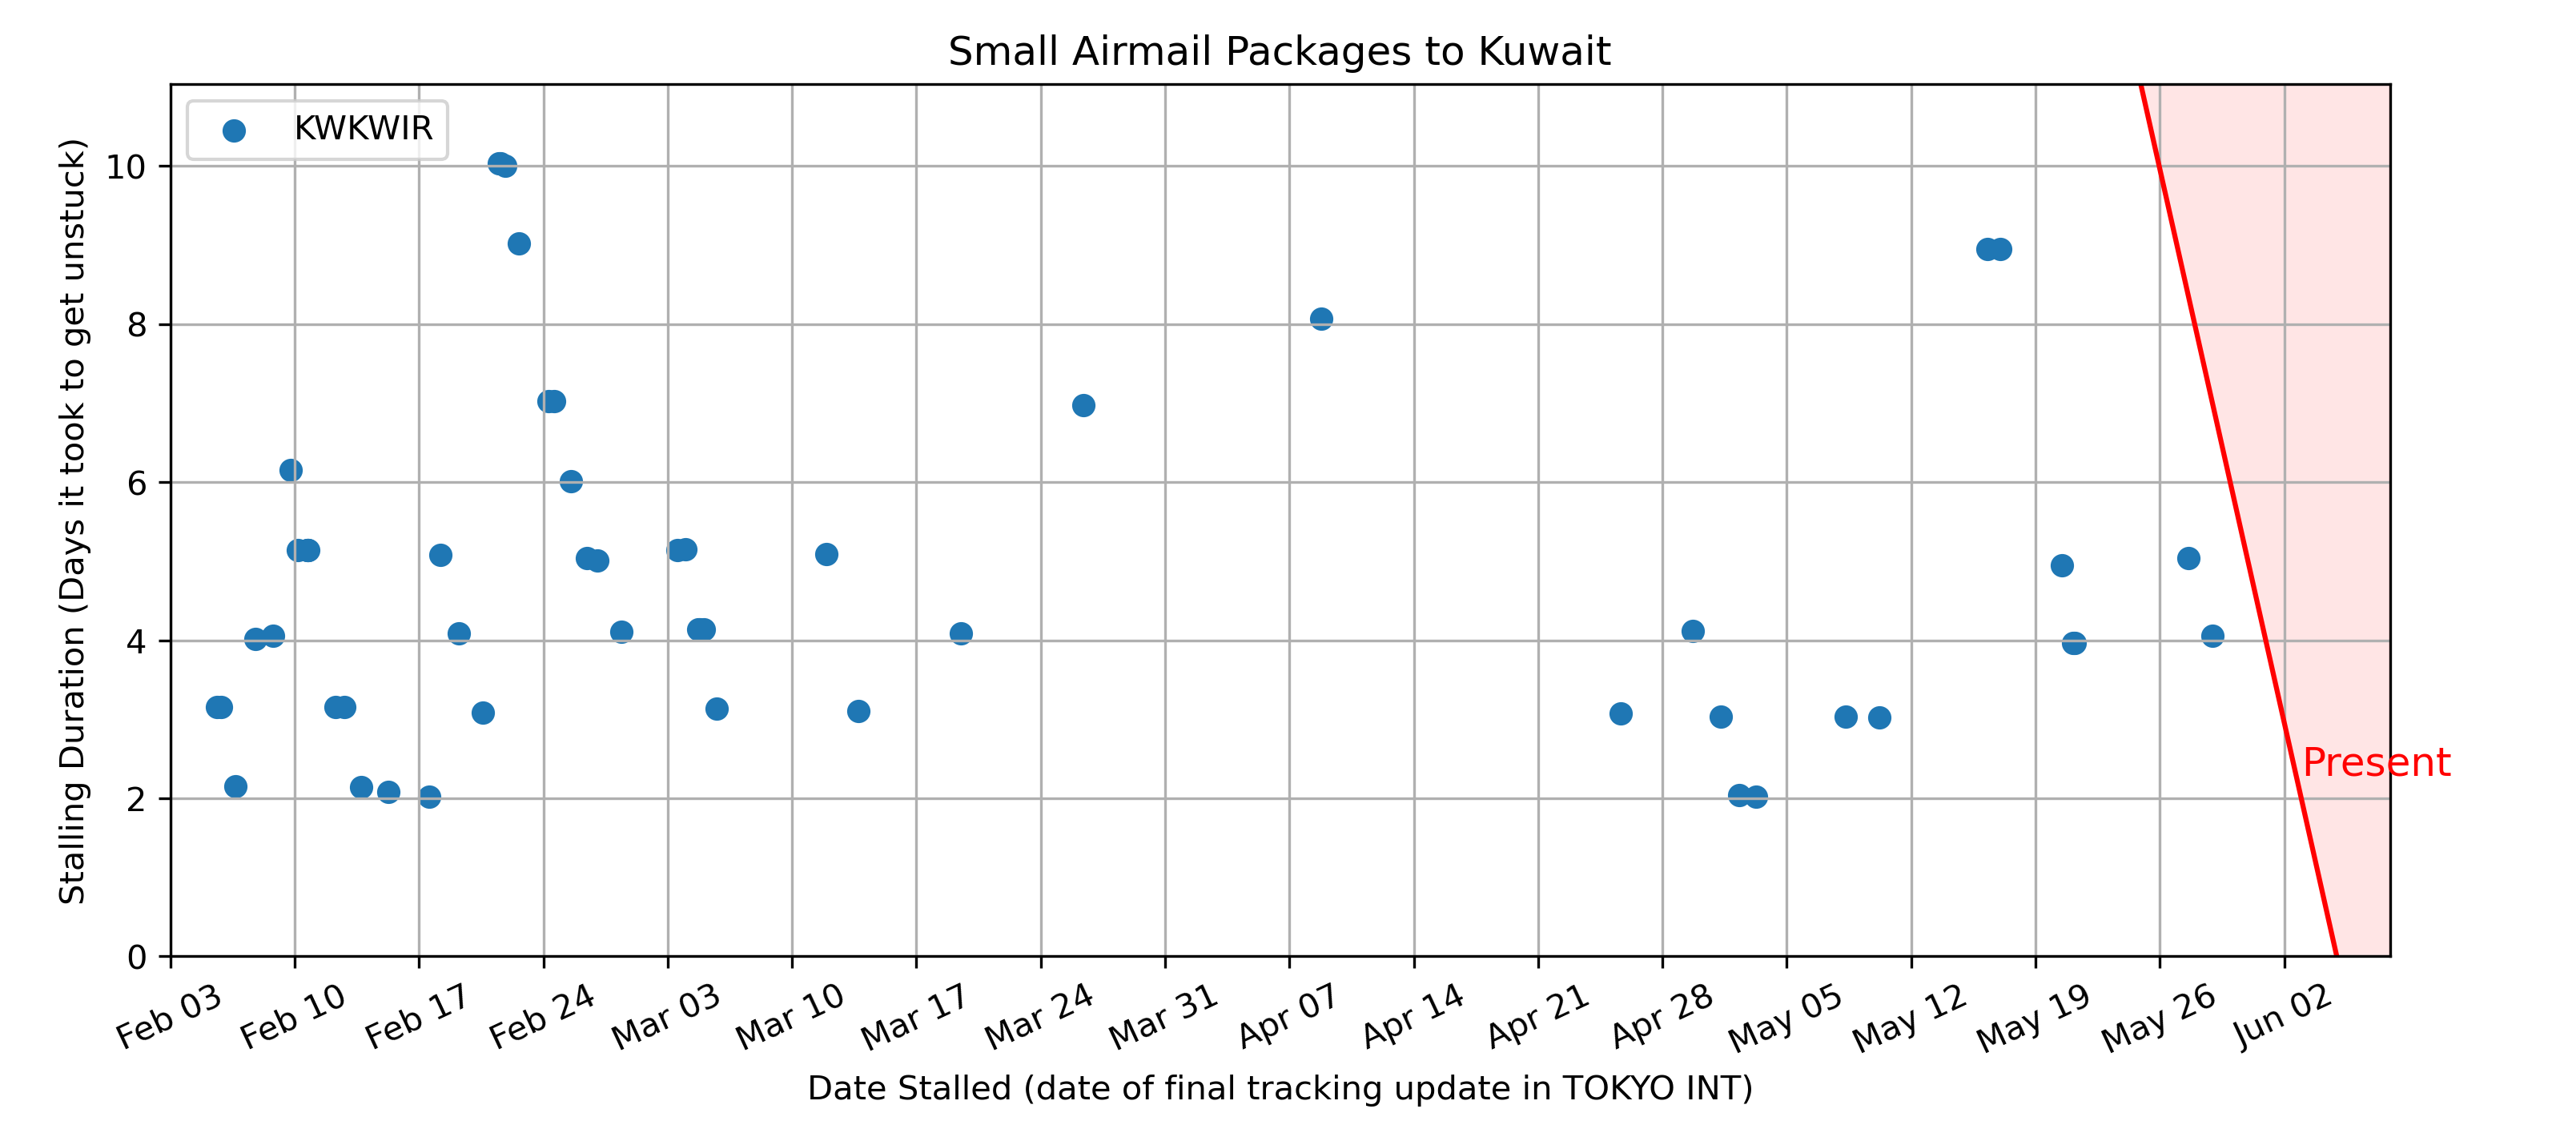 Small Airmail Packages to Kuwait
KWKWIR
Stalling Duration (Days it took to get unstuck)
10
8
6
4
2
0
Present
Feb 03
Feb 10
Feb 17
Feb 24
Mar 03
Mar 10
Mar 17
Mar 24
Mar 31
Apr 07
Apr 14
Apr 21
Apr 28
May 05
May 12
May 19
May 26
Jun 02
Date Stalled (date of final tracking update in TOKYO INT)